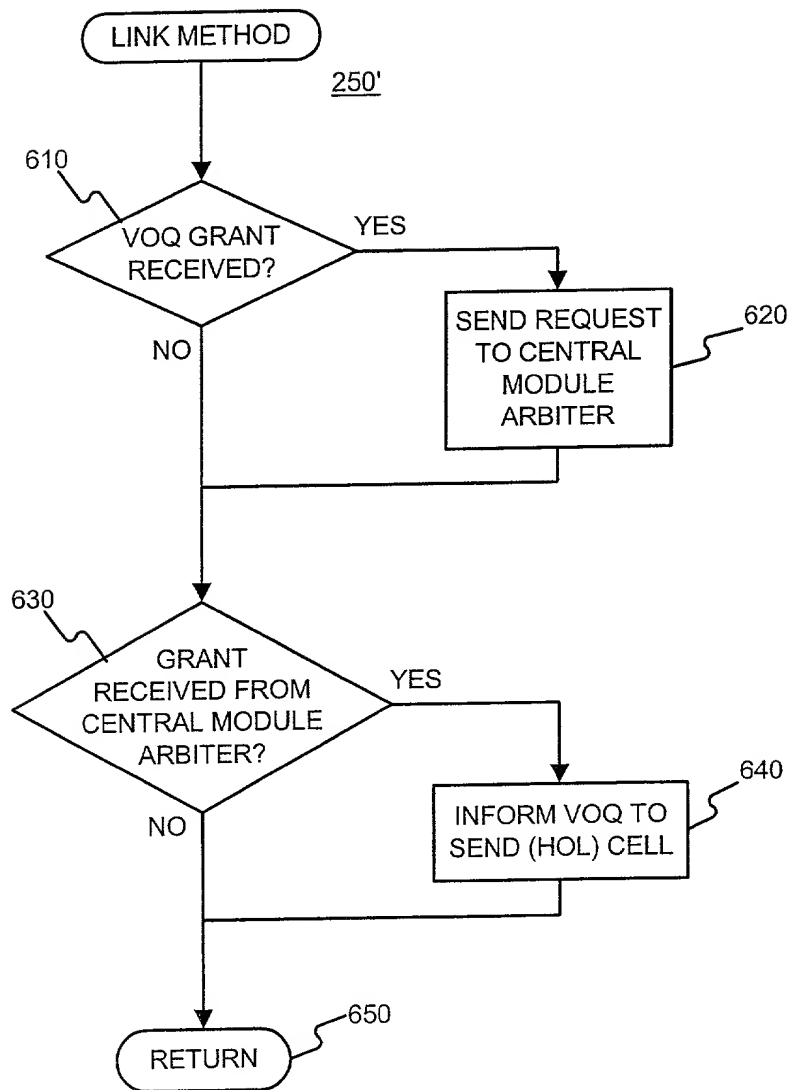 LINK METHOD
250'
610
VOQ GRANT
RECEIVED?
YES
NO
SEND REQUEST
TO CENTRAL
MODULE
ARBITER
620
630
GRANT
RECEIVED FROM
CENTRAL MODULE
ARBITER?
YES
NO
INFORM VOQ TO
SEND (HOL) CELL
640
RETURN
650